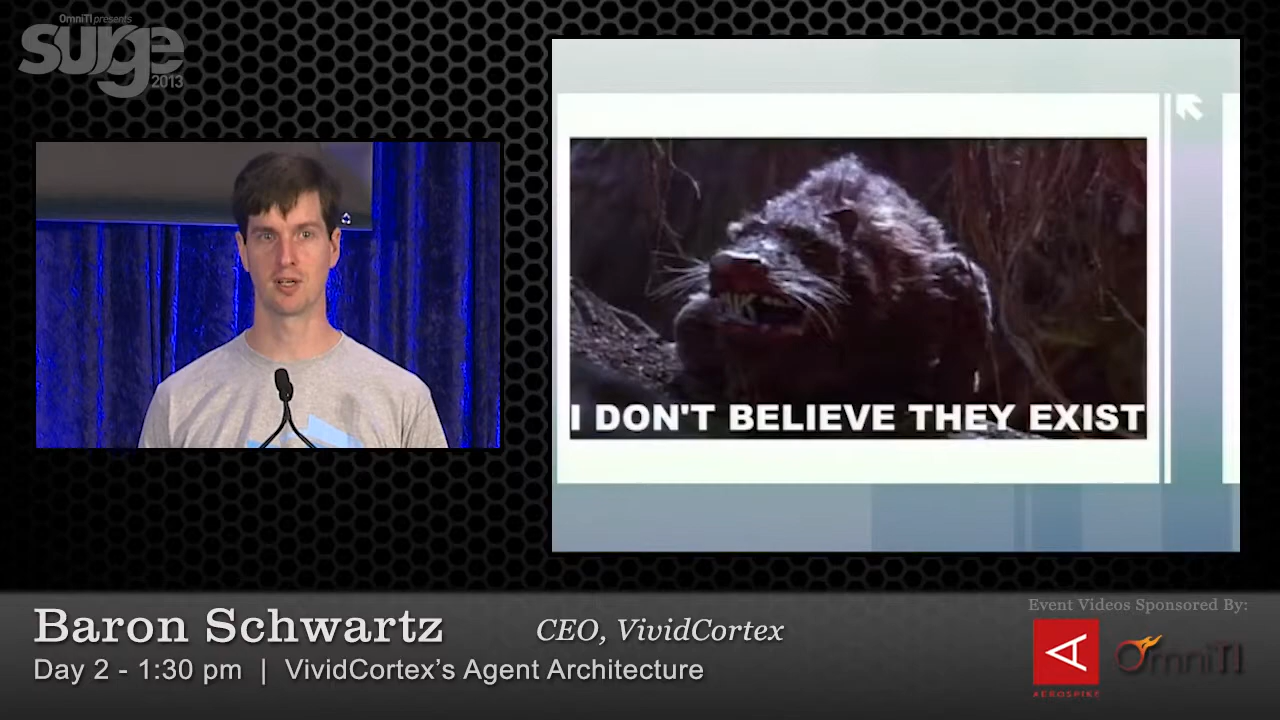 OmniTI presents
surge
2013
I DON'T BELIEVE THEY EXIST
Baron Schwartz
CEO, VividCortex
Day 2 - 1:30 pm | VividCortex's Agent Architecture
Event Videos Sponsored By:
AEROSPIKE
OmniTI